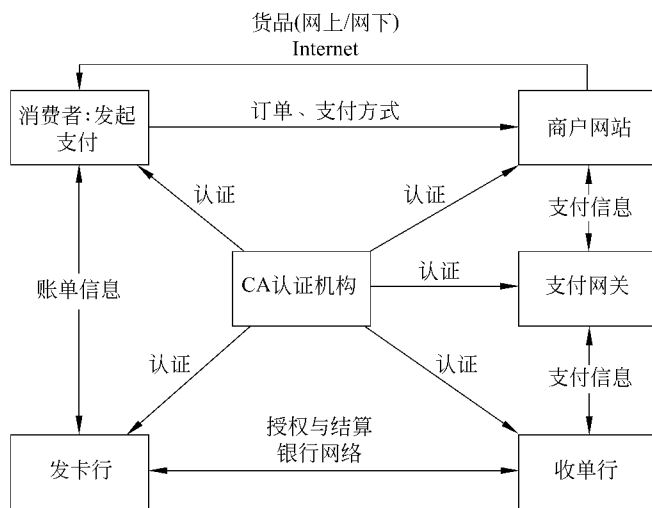 货品(网上/网下)
Internet
消费者:发起
支付
订单、支付方式
商户网站
认证
认证
支付信息
账单信息
CA认证机构
认证
支付网关
认证
认证
支付信息
发卡行
授权与结算
银行网络
收单行